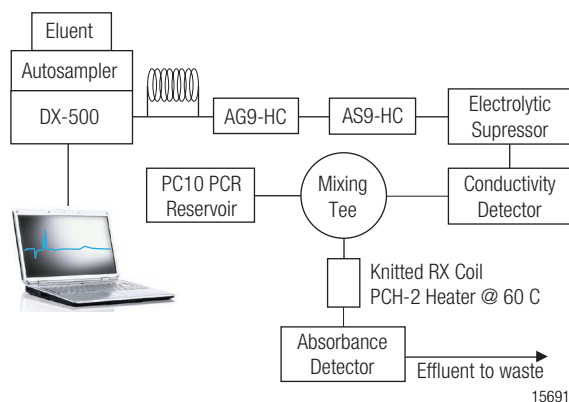 Eluent
Autosampler
DX-500
AG9-HC
AS9-HC
Electrolytic
Supressor
PC10 PCR
Reservoir
Mixing
Tee
Conductivity
Detector
Knitted RX Coil
PCH-2 Heater @ 60 C
Absorbance
Detector
Effluent to waste
15691